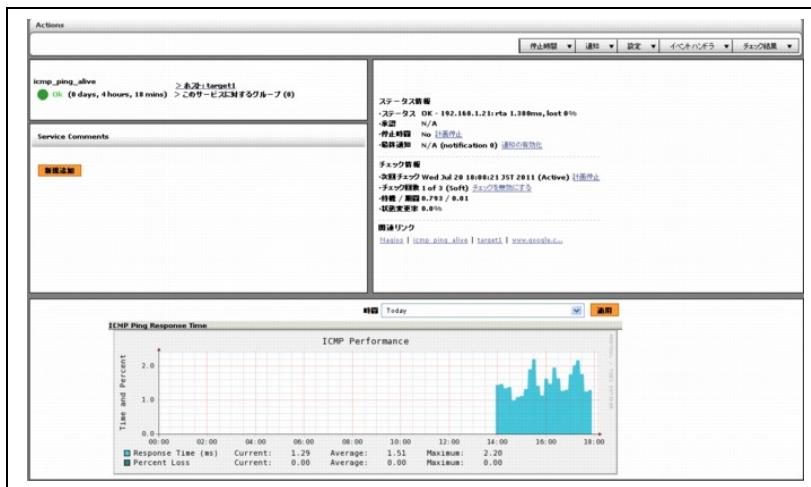 Actions
停止時間 ▼ 通知 ▼ 設定 ▼ イベントハンドラ ▼ チェック結果 ▼
icmp_ping_alive
Ok (0 days, 4 hours, 18 mins)
> ホスト: target1
> このサービスに対するグループ (0)
Service Comments
新規追加
ステータス情報
・ステータス OK - 192.168.1.21: rta 1.380ms, lost 0%
・承認 N/A
・停止時間 No 計画停止
・最終通知 N/A (notification 0) 通知の有効化
チェック情報
・次回チェック Wed Jul 20 18:08:21 JST 2011 (Active) 計画停止
・チェック回数 1 of 3 (Soft) チェックを無効にする
・待機 / 期間 0.793 / 0.01
・状態変更率 0.0%
関連リンク
Nagios | icmp_ping_alive | target1 | www.google.c...
時間 Today 適用
ICMP Ping Response Time
ICMP Performance
Time and Percent
2.0
1.0
0.0
00:00 02:00 04:00 06:00 08:00 10:00 12:00 14:00 16:00 18:00
Response Time (ms) Current: 1.29 Average: 1.51 Maximum: 2.20
Percent Loss Current: 0.00 Average: 0.00 Maximum: 0.00